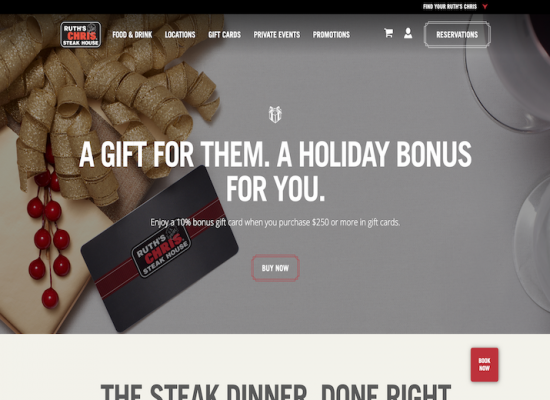 FIND YOUR RUTH'S CHRIS
RUTH'S
CHRIS
STEAK HOUSE
FOOD & DRINK
LOCATIONS
GIFT CARDS
PRIVATE EVENTS
PROMOTIONS
RESERVATIONS
A GIFT FOR THEM. A HOLIDAY BONUS
FOR YOU.
Enjoy a 10% bonus gift card when you purchase $250 or more in gift cards.
RUTH'S
CHRIS
STEAK HOUSE
BUY NOW
BOOK
NOW
THE STEAK DINNER, DONE RIGHT